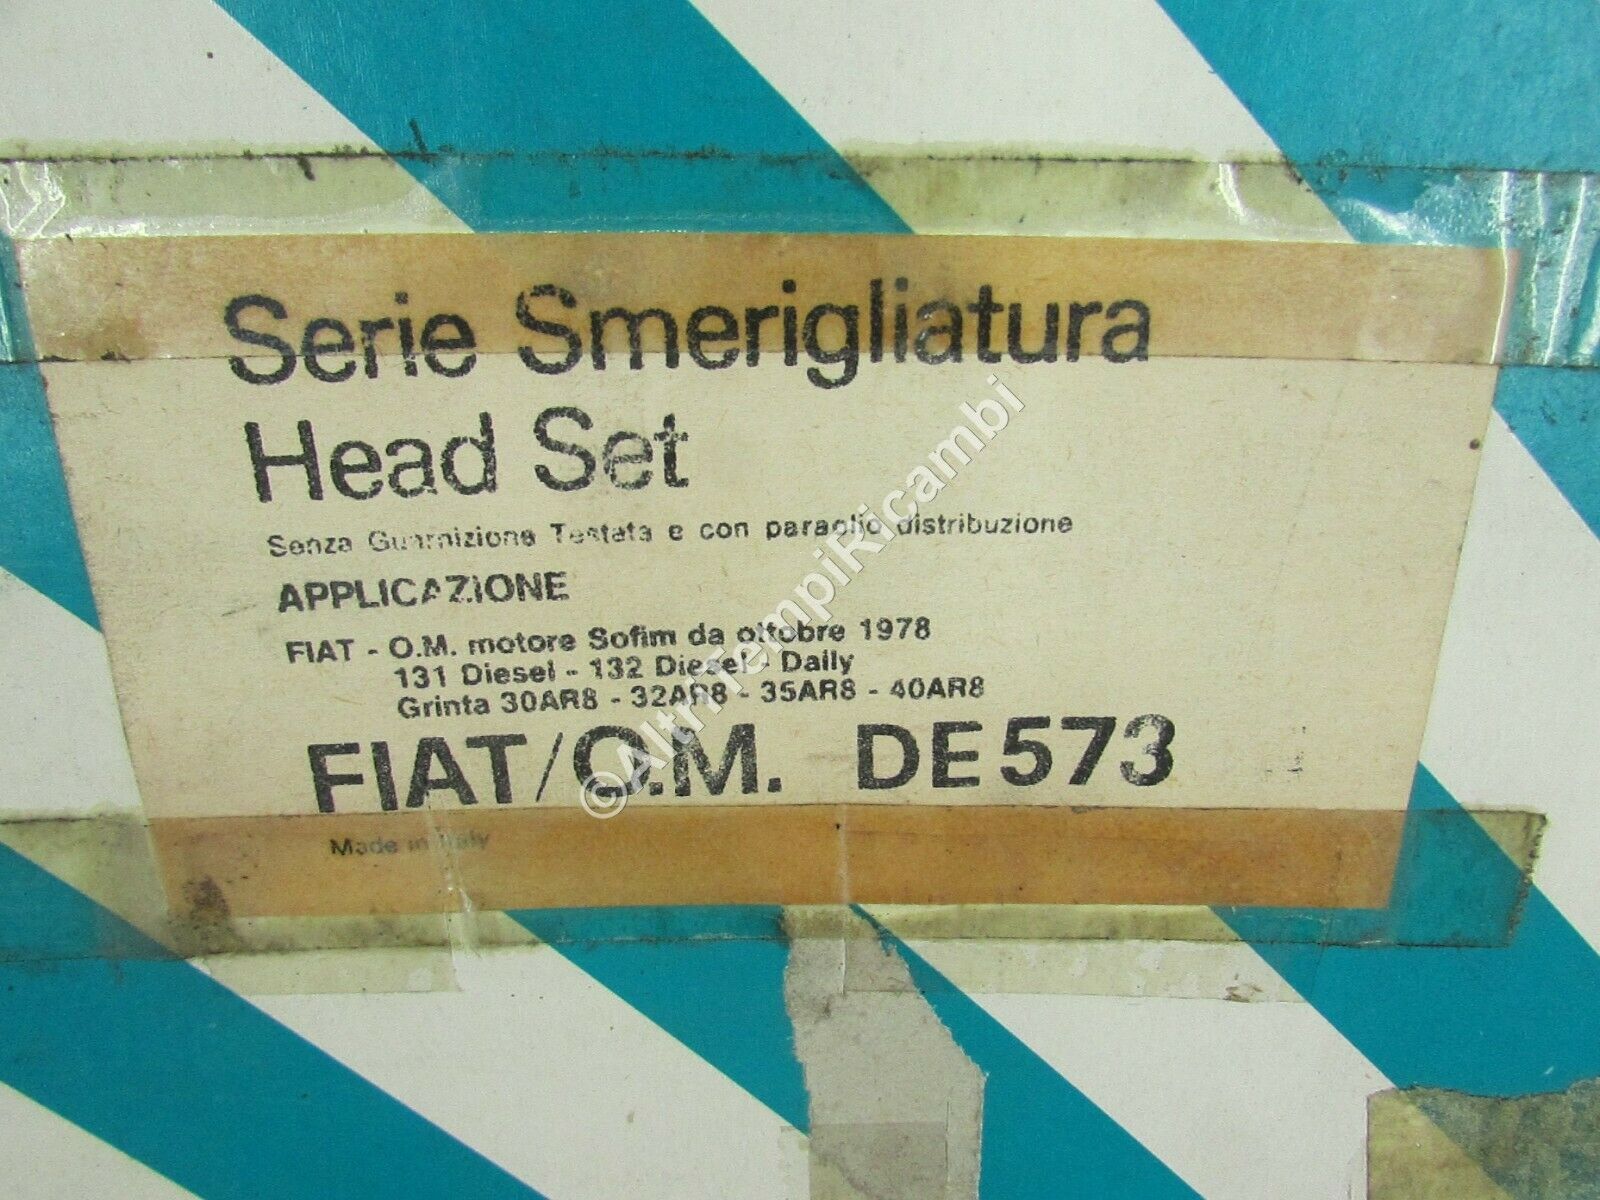 Serie Smerigliatura
Head Set
Senza Guarnizione Testata e con paraolio distribuzione
APPLICAZIONE
FIAT - O.M. motore Sofim da ottobre 1978
131 Diesel - 132 Diesel - Daily
Grinta 30AR8 - 32AR8 - 35AR8 - 40AR8
FIAT/O.M. DE573
Made in Italy
©AltriTempiRicambi